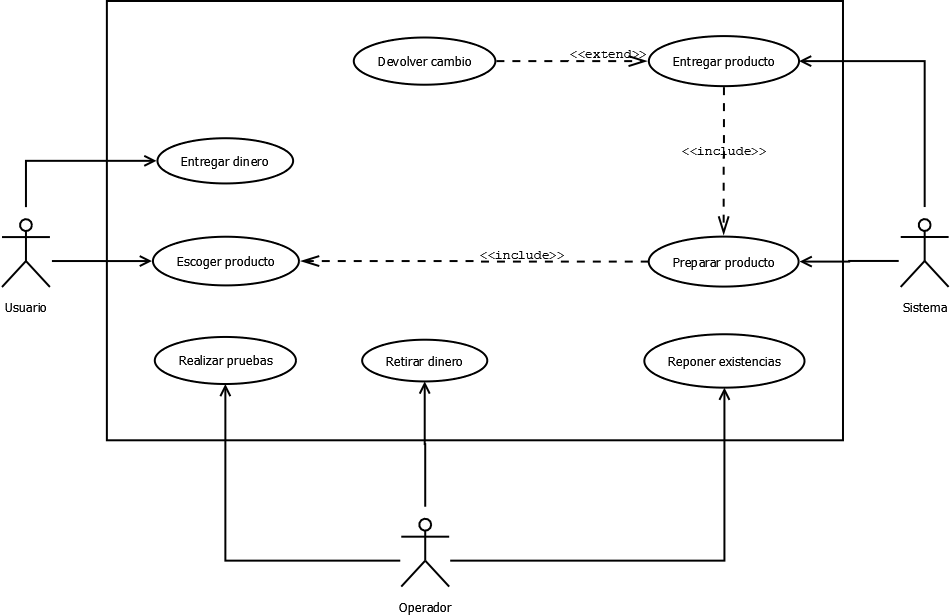 Devolver cambio
<<extend>>
Entregar producto
<<include>>
Entregar dinero
Escoger producto
<<include>>
Preparar producto
Usuario
Sistema
Realizar pruebas
Retirar dinero
Reponer existencias
Operador